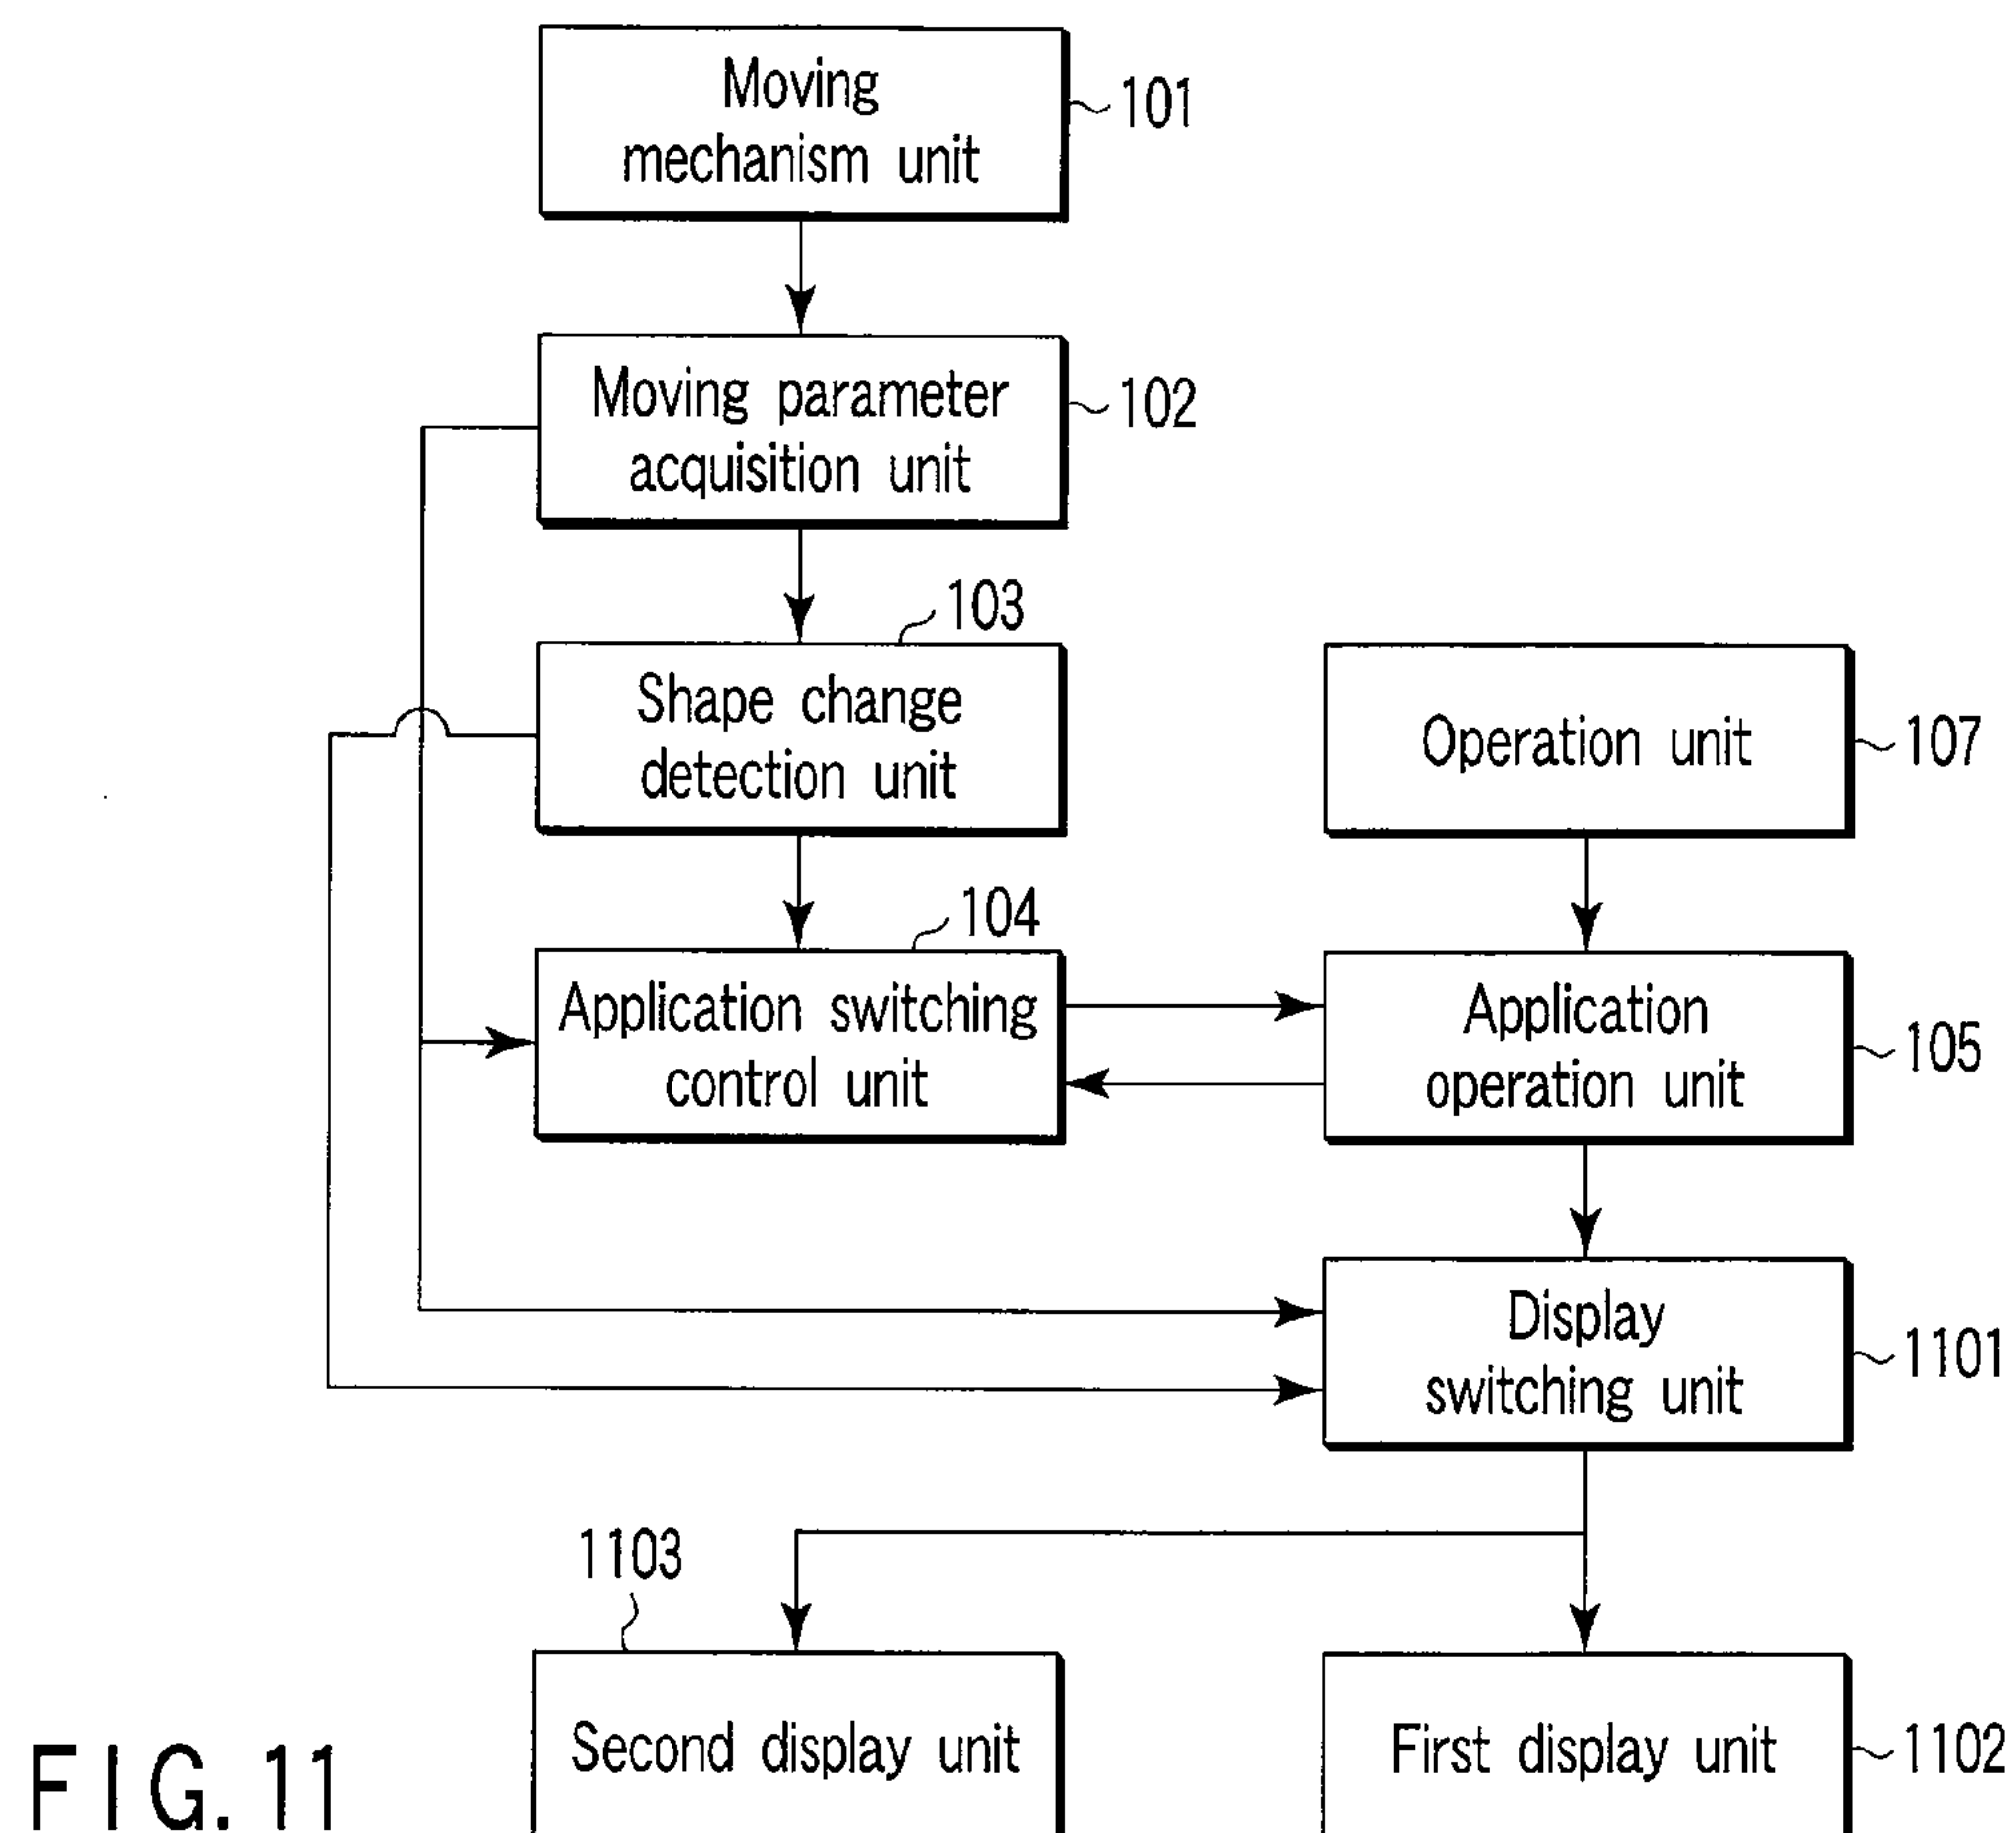 Moving
mechanism unit
101
Moving parameter
acquisition unit
102
103
Shape change
detection unit
Operation unit
107
104
Application switching
control unit
Application
operation unit
105
Display
switching unit
1101
1103
Second display unit
First display unit
1102
FIG. 11